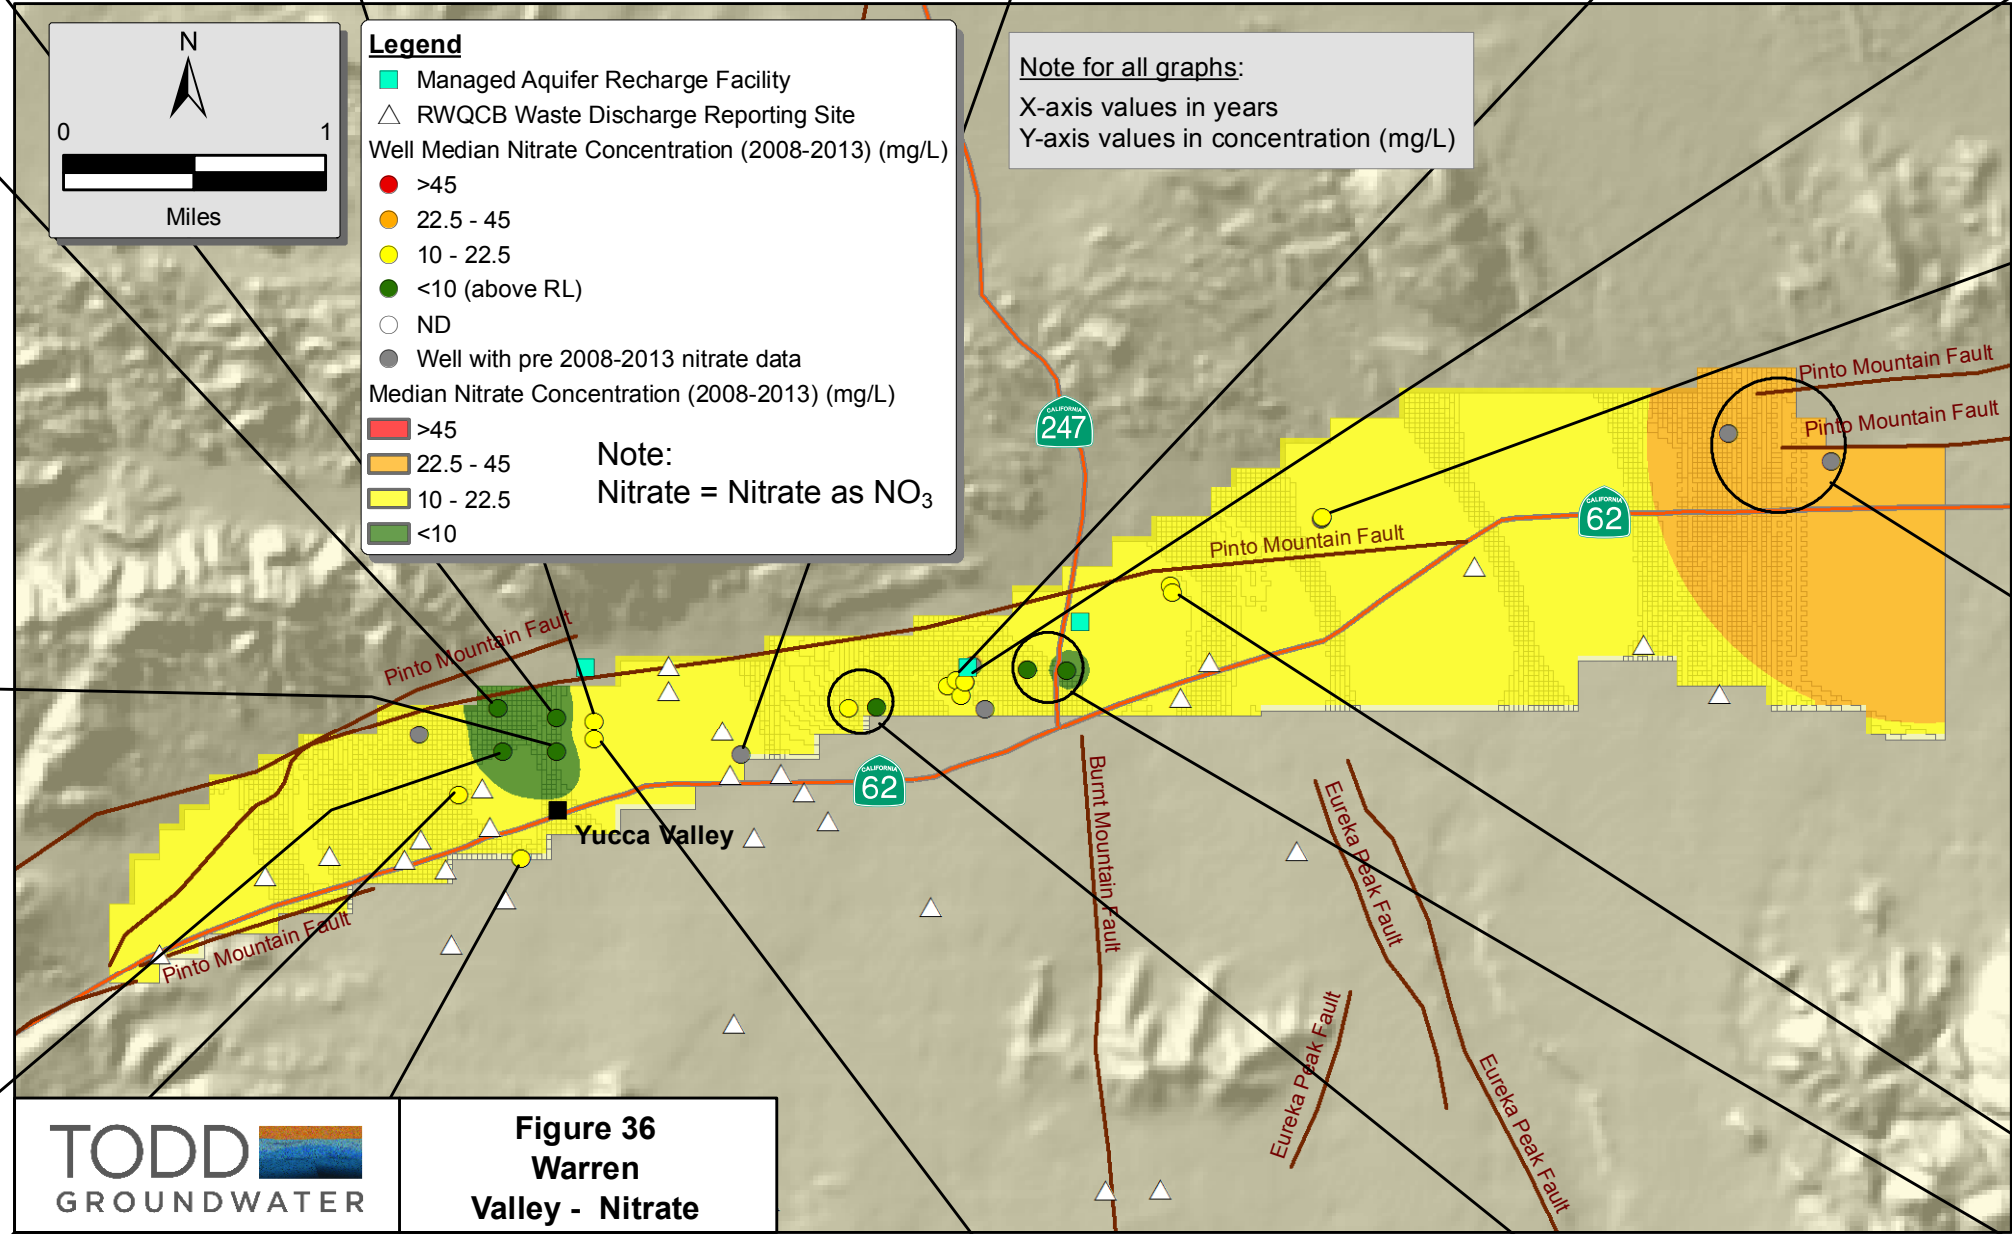 N
0 1
Miles
Legend
Managed Aquifer Recharge Facility
RWQCB Waste Discharge Reporting Site
Well Median Nitrate Concentration (2008-2013) (mg/L)
>45
22.5 - 45
10 - 22.5
<10 (above RL)
ND
Well with pre 2008-2013 nitrate data
Median Nitrate Concentration (2008-2013) (mg/L)
>45
22.5 - 45
10 - 22.5
<10
Note:
Nitrate = Nitrate as NO₃
Note for all graphs:
X-axis values in years
Y-axis values in concentration (mg/L)
Pinto Mountain Fault
Pinto Mountain Fault
CALIFORNIA
247
CALIFORNIA
62
Pinto Mountain Fault
Pinto Mountain Fault
CALIFORNIA
62
Yucca Valley
Burnt Mountain Fault
Eureka Peak Fault
Pinto Mountain Fault
Eureka Peak Fault
Eureka Peak Fault
TODD
GROUNDWATER
Figure 36
Warren
Valley - Nitrate